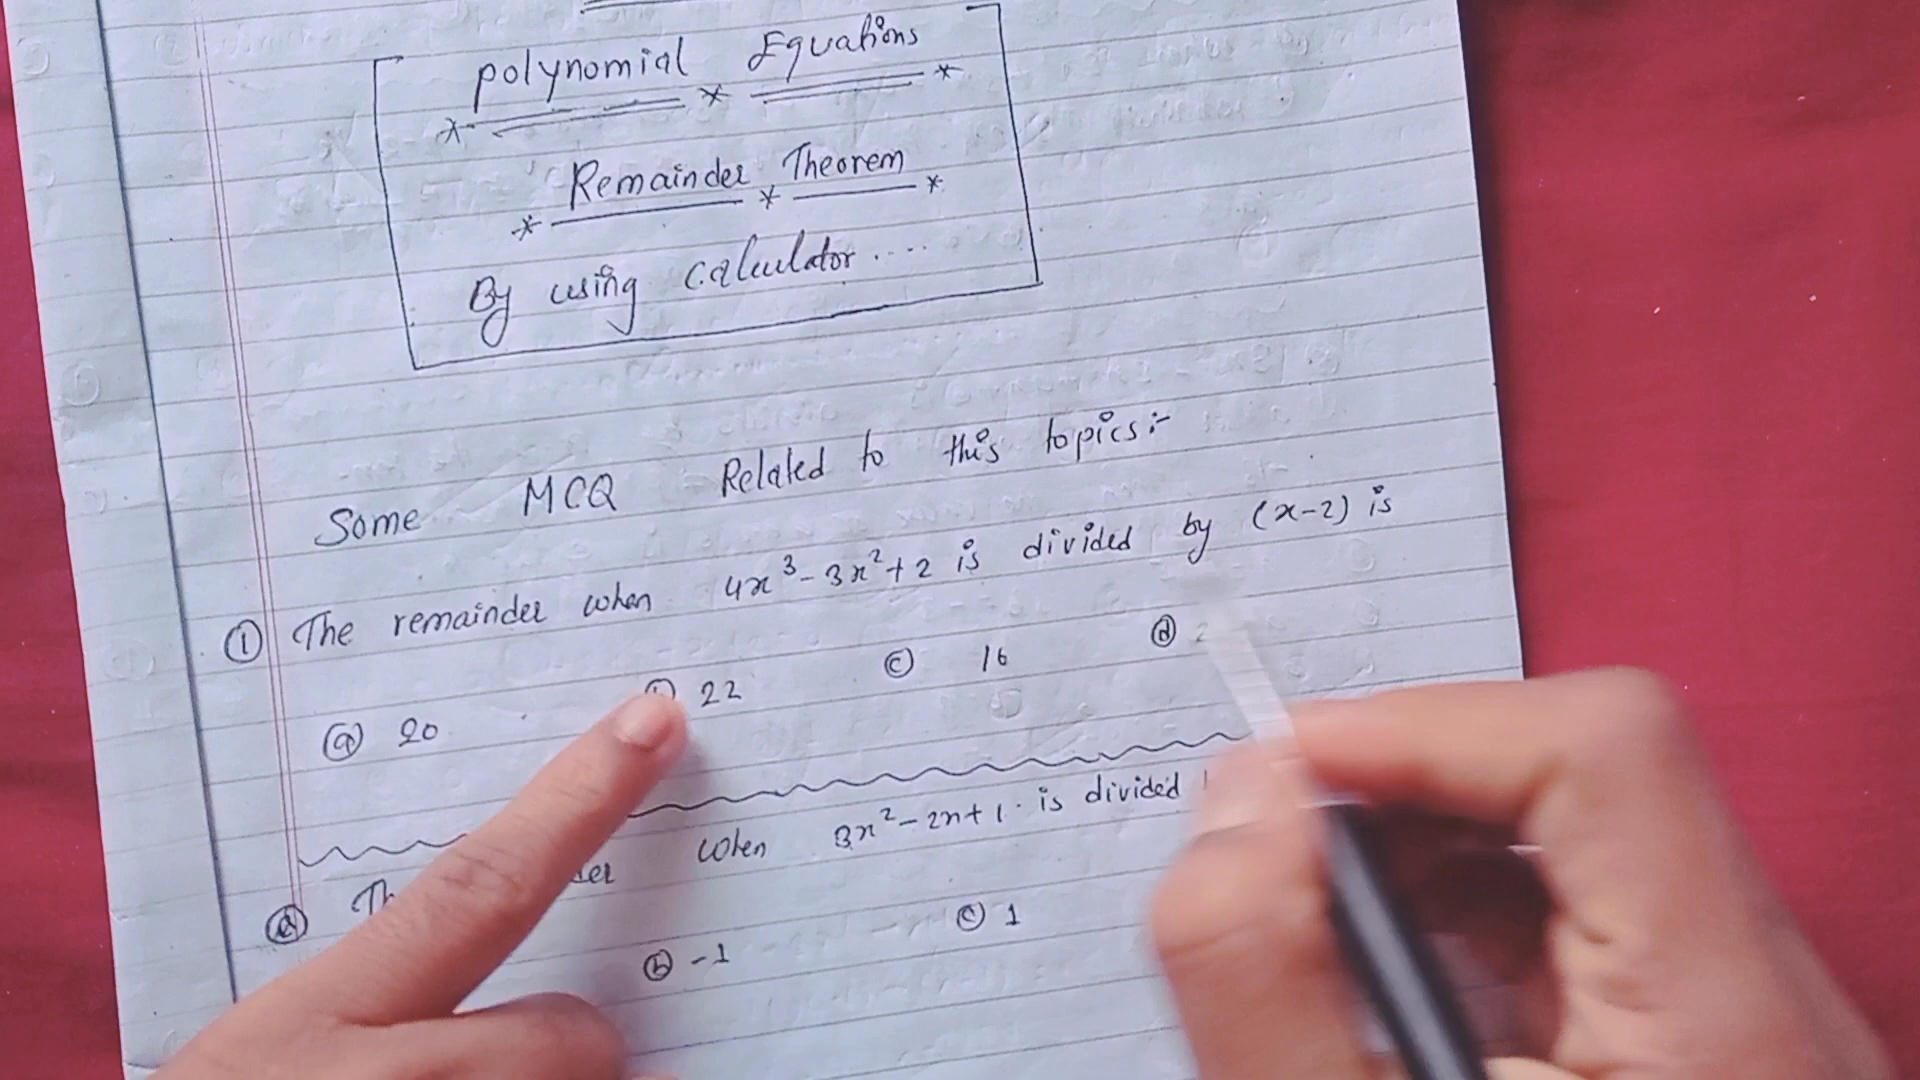 polynomial Equations
Remainder Theorem
By using calculator ....
Some MCQ Related to this topics:-
① The remainder when 4x³-3x²+2 is divided by (x-2) is
ⓐ 20 22 ⓒ 16 ⓓ
② when 3x²-2x+1. is divided
ⓑ -1 ⓒ 1